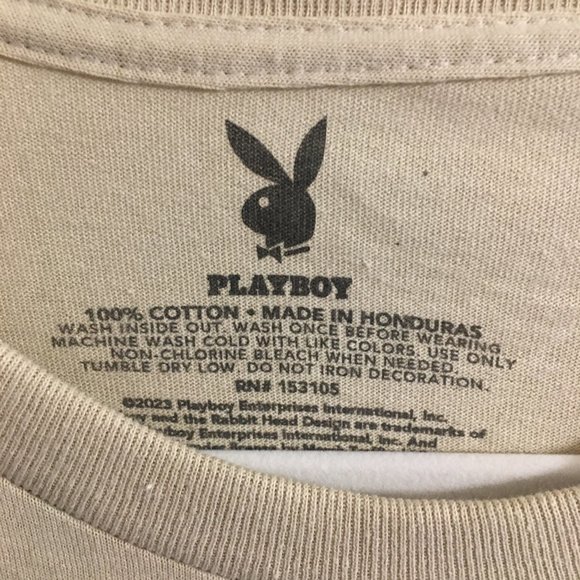 PLAYBOY
100% COTTON • MADE IN HONDURAS
WASH INSIDE OUT. WASH ONCE BEFORE WEARING
MACHINE WASH COLD WITH LIKE COLORS. USE ONLY
NON-CHLORINE BLEACH WHEN NEEDED.
TUMBLE DRY LOW. DO NOT IRON DECORATION.
RN# 153105
©2023 Playboy Enterprises International, Inc.
and the Rabbit Head Design are trademarks of
Enterprises International, Inc. And